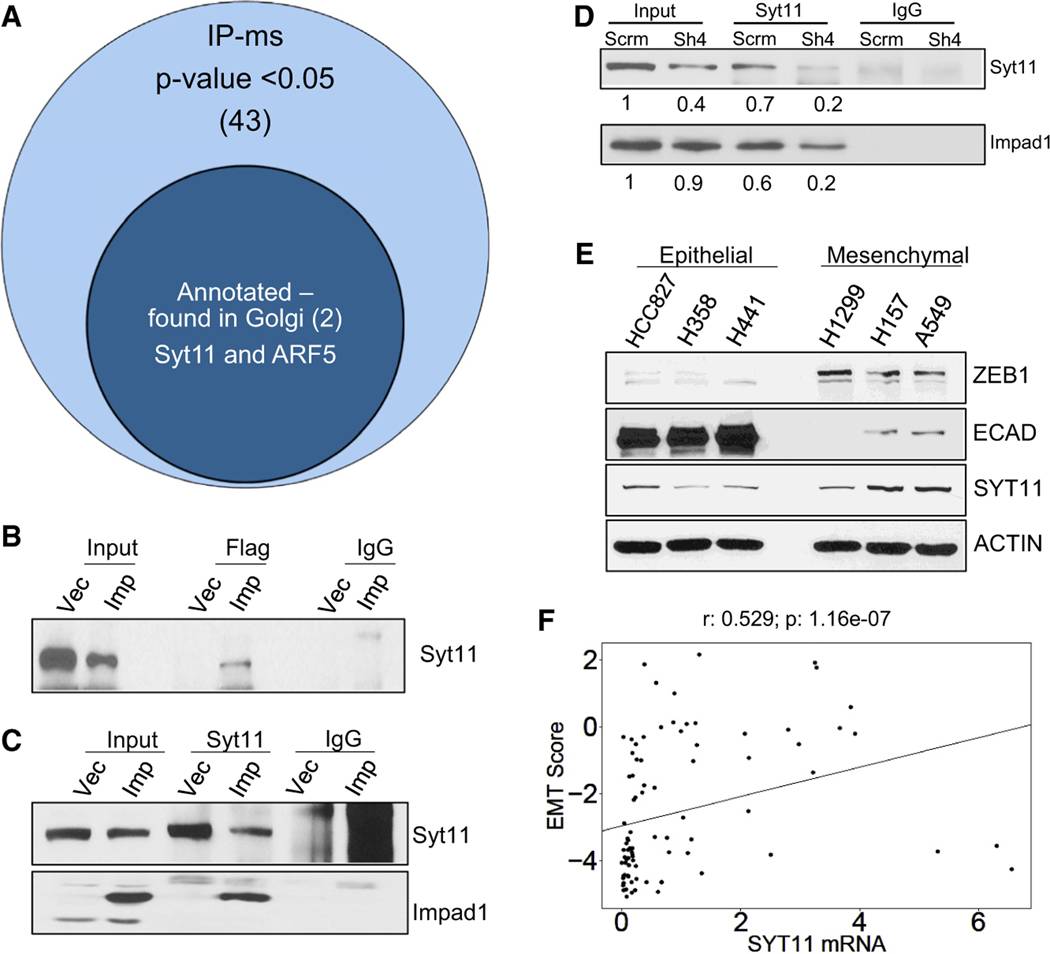 A
IP-ms
p-value <0.05
(43)
Annotated –
found in Golgi (2)
Syt11 and ARF5
B
Input Flag IgG
Vec Imp Vec Imp Vec Imp
Syt11
C
Input Syt11 IgG
Vec Imp Vec Imp Vec Imp
Syt11
Impad1
D
Input Syt11 IgG
Scrm Sh4 Scrm Sh4 Scrm Sh4
Syt11
1 0.4 0.7 0.2
Impad1
1 0.9 0.6 0.2
E
Epithelial Mesenchymal
HCC827 H358 H441 H1299 H157 A549
ZEB1
ECAD
SYT11
ACTIN
F
r: 0.529; p: 1.16e-07
EMT Score
2
0
−2
−4
0 2 4 6
SYT11 mRNA